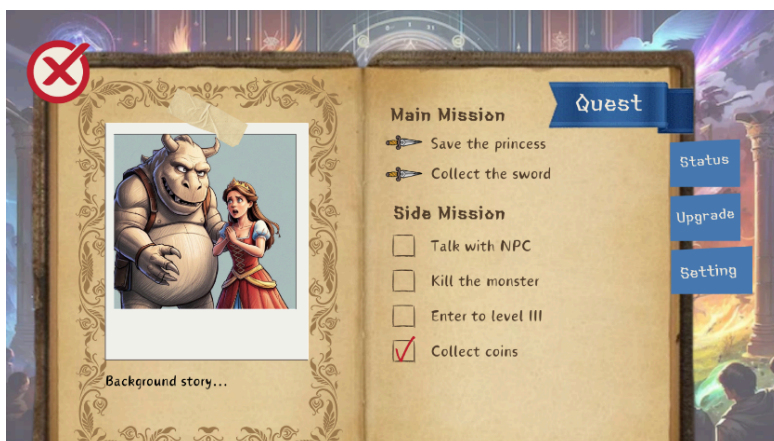 Quest
Main Mission
Save the princess
Collect the sword
Side Mission
Talk with NPC
Kill the monster
Enter to level III
Collect coins
Status
Upgrade
Setting
Background story...